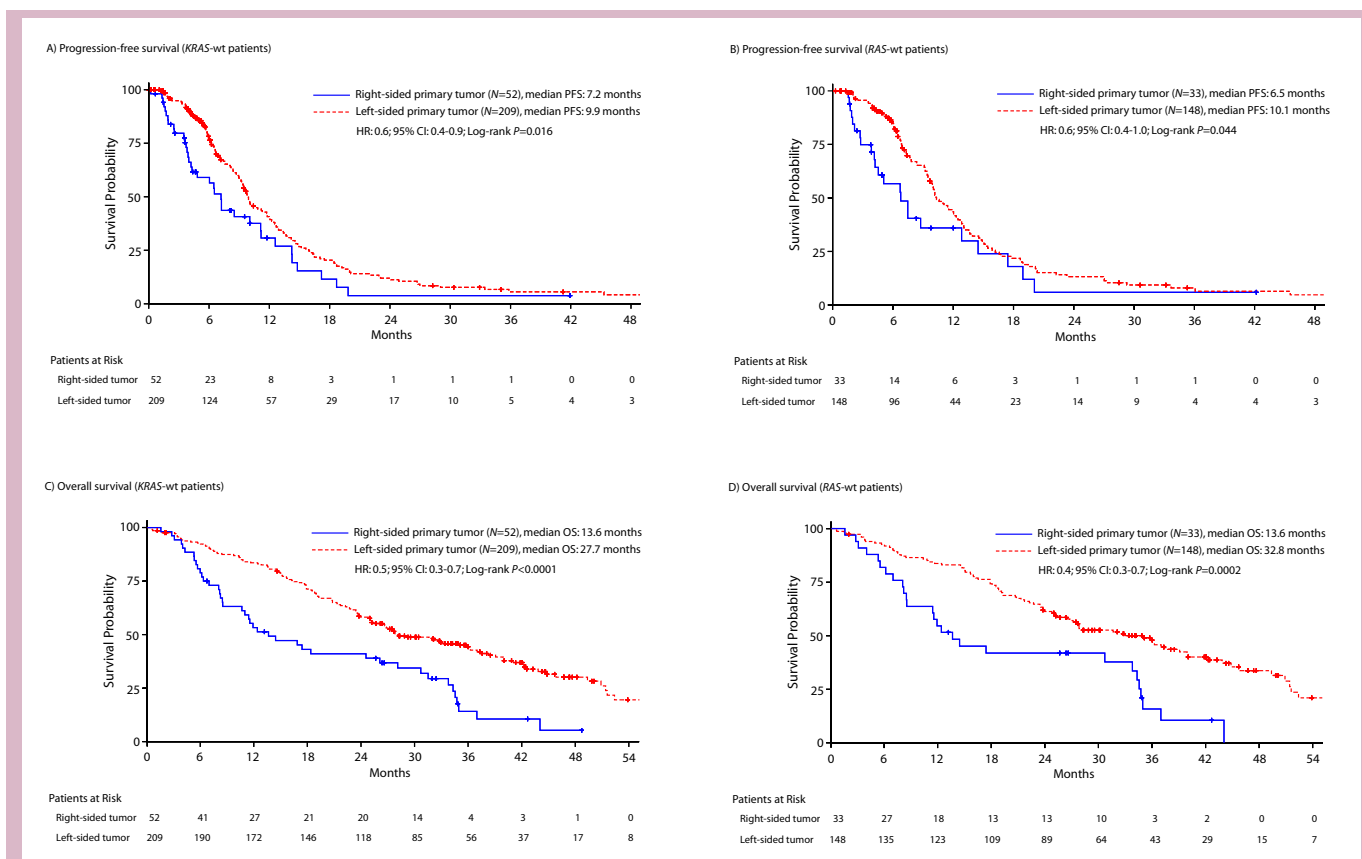 A) Progression-free survival (KRAS-wt patients)
Survival Probability
100
75
50
25
0
Right-sided primary tumor (N=52), median PFS: 7.2 months
Left-sided primary tumor (N=209), median PFS: 9.9 months
HR: 0.6; 95% CI: 0.4-0.9; Log-rank P=0.016
0 6 12 18 24 30 36 42 48
Months
Patients at Risk
Right-sided tumor 52 23 8 3 1 1 1 0 0
Left-sided tumor 209 124 57 29 17 10 5 4 3
B) Progression-free survival (RAS-wt patients)
Survival Probability
100
75
50
25
0
Right-sided primary tumor (N=33), median PFS: 6.5 months
Left-sided primary tumor (N=148), median PFS: 10.1 months
HR: 0.6; 95% CI: 0.4-1.0; Log-rank P=0.044
0 6 12 18 24 30 36 42 48
Months
Patients at Risk
Right-sided tumor 33 14 6 3 1 1 1 0 0
Left-sided tumor 148 96 44 23 14 9 4 4 3
C) Overall survival (KRAS-wt patients)
Survival Probability
100
75
50
25
0
Right-sided primary tumor (N=52), median OS: 13.6 months
Left-sided primary tumor (N=209), median OS: 27.7 months
HR: 0.5; 95% CI: 0.3-0.7; Log-rank P<0.0001
0 6 12 18 24 30 36 42 48 54
Months
Patients at Risk
Right-sided tumor 52 41 27 21 20 14 4 3 1 0
Left-sided tumor 209 190 172 146 118 85 56 37 17 8
D) Overall survival (RAS-wt patients)
Survival Probability
100
75
50
25
0
Right-sided primary tumor (N=33), median OS: 13.6 months
Left-sided primary tumor (N=148), median OS: 32.8 months
HR: 0.4; 95% CI: 0.3-0.7; Log-rank P=0.0002
0 6 12 18 24 30 36 42 48 54
Months
Patients at Risk
Right-sided tumor 33 27 18 13 13 10 3 2 0 0
Left-sided tumor 148 135 123 109 89 64 43 29 15 7